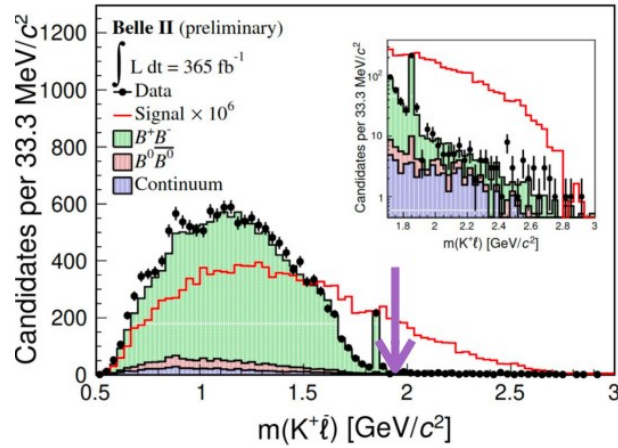 Belle II (preliminary)
∫ L dt = 365 fb⁻¹
Data
Signal × 10⁶
B⁺B⁻
B⁰B̅⁰
Continuum
Candidates per 33.3 MeV/c²
1200
1000
800
600
400
200
0
0.5 1 1.5 2 2.5 3
m(K⁺ℓ) [GeV/c²]
Candidates per 33.3 MeV/c²
10²
10
1
1.8 2 2.2 2.4 2.6 2.8 3
m(K⁺ℓ) [GeV/c²]